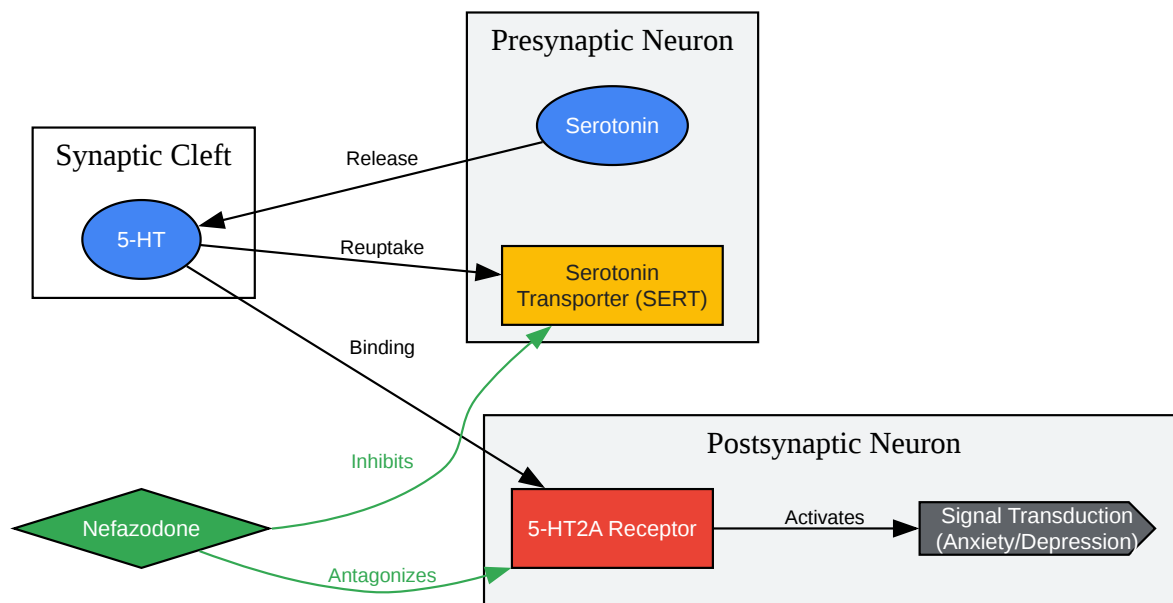 Presynaptic Neuron
Serotonin
Synaptic Cleft
Release
5-HT
Reuptake
Serotonin
Transporter (SERT)
Binding
Postsynaptic Neuron
Inhibits
Nefazodone
5-HT2A Receptor
Activates
Signal Transduction
(Anxiety/Depression)
Antagonizes